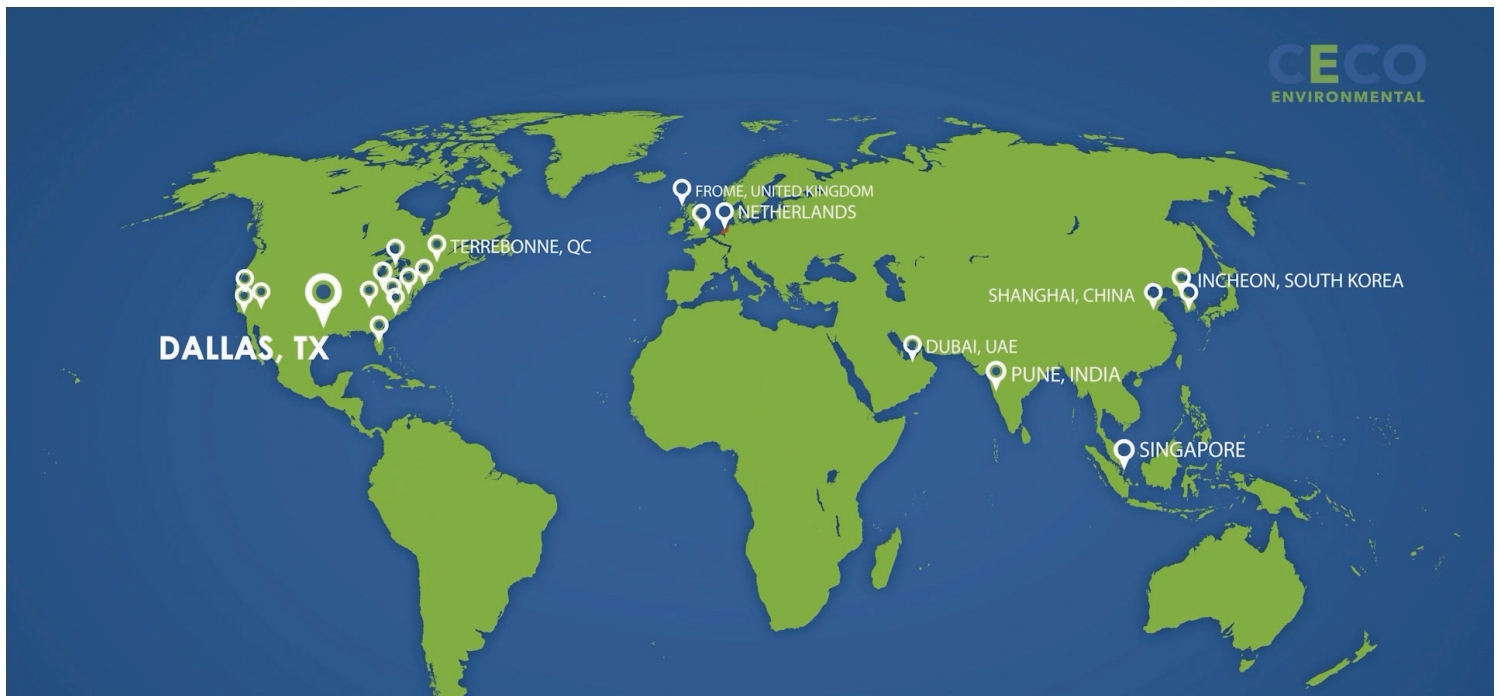 CECO
ENVIRONMENTAL
FROME, UNITED KINGDOM
NETHERLANDS
TERREBONNE, QC
INCHEON, SOUTH KOREA
SHANGHAI, CHINA
DALLAS, TX
DUBAI, UAE
PUNE, INDIA
SINGAPORE